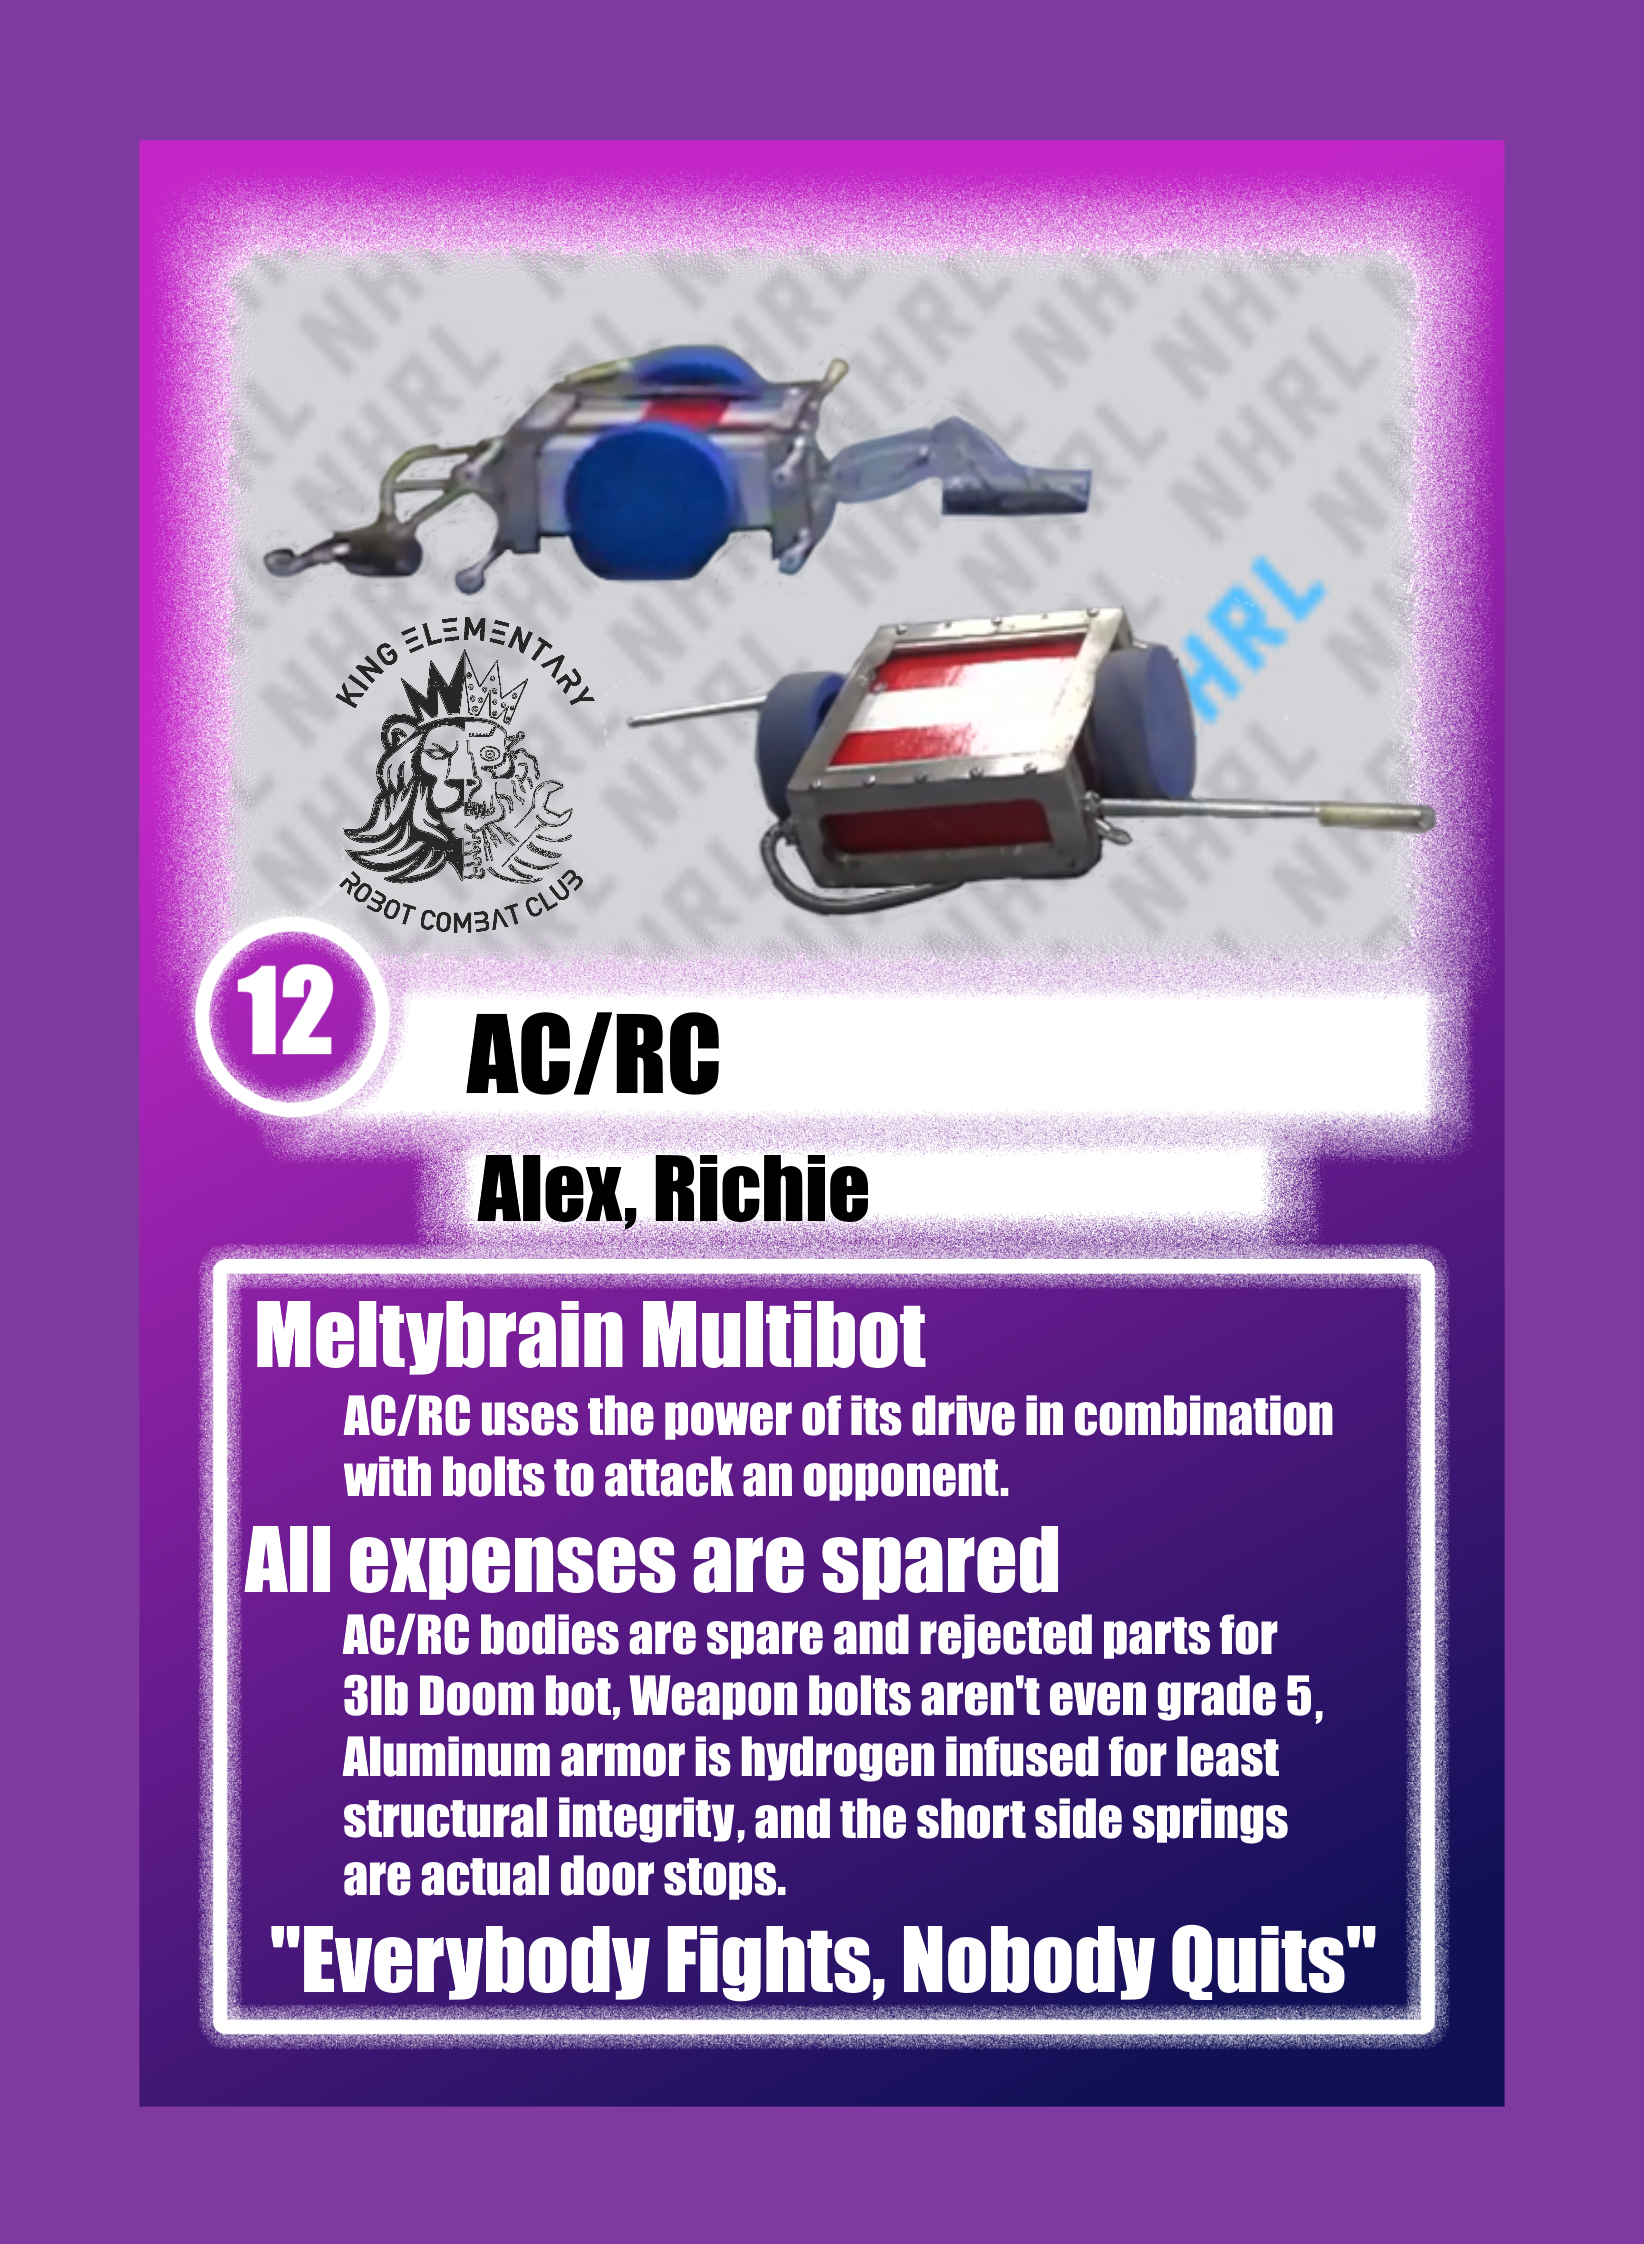 NHRL
KING ELEMENTARY
ROBOT COMBAT CLUB
HRL
12
AC/RC
Alex, Richie
Meltybrain Multibot
AC/RC uses the power of its drive in combination
with bolts to attack an opponent.
All expenses are spared
AC/RC bodies are spare and rejected parts for
3lb Doom bot, Weapon bolts aren't even grade 5,
Aluminum armor is hydrogen infused for least
structural integrity, and the short side springs
are actual door stops.
"Everybody Fights, Nobody Quits"